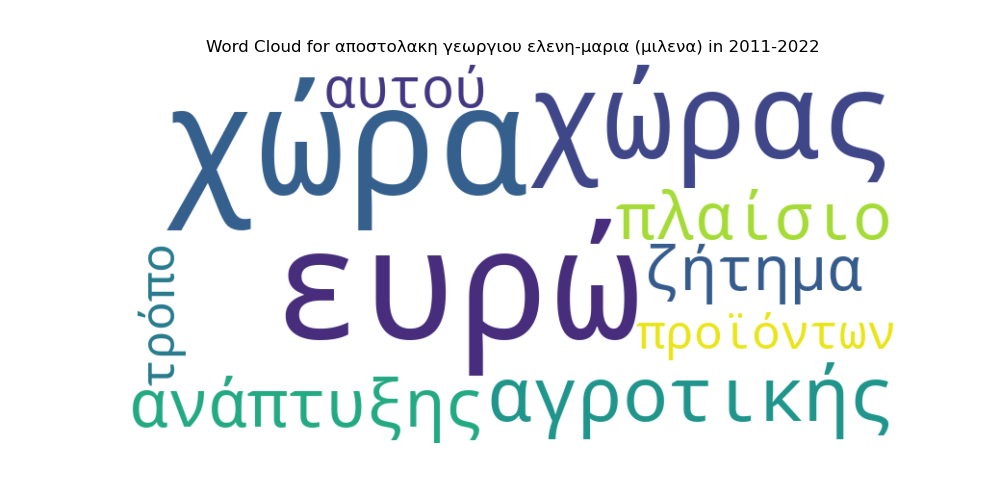 Word Cloud for αποστολακη γεωργιου ελενη-μαρια (μιλενα) in 2011-2022
αυτού
χώρα
χώρας
πλαίσιο
ευρώ
ζήτημα
τρόπο
προϊόντων
ανάπτυξης
αγροτικής